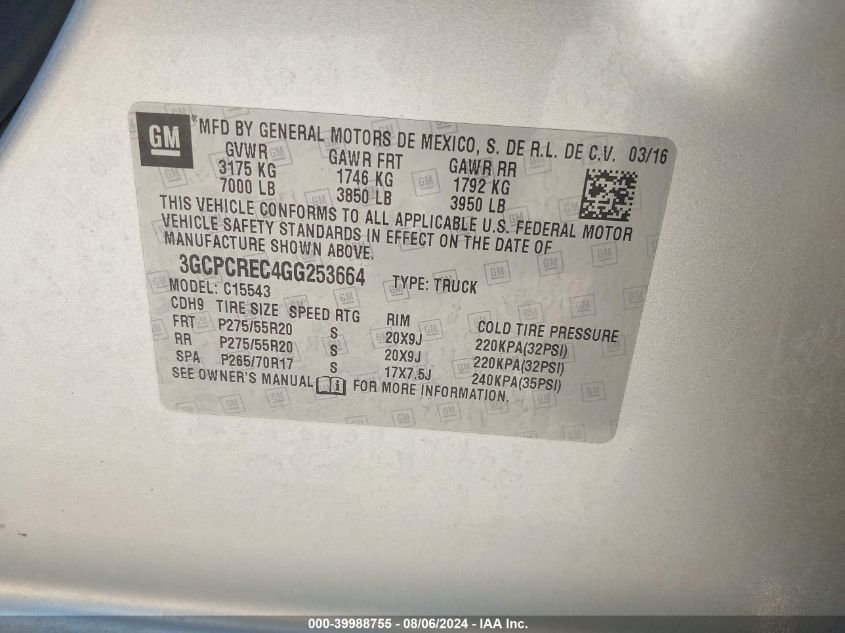 GM
*MFD BY GENERAL MOTORS DE MEXICO, S. DE R.L. DE C.V. 03/16
GVWR GAWR FRT GAWR RR
3175 KG 1746 KG 1792 KG
7000 LB 3850 LB 3950 LB
THIS VEHICLE CONFORMS TO ALL APPLICABLE U.S. FEDERAL MOTOR
VEHICLE SAFETY STANDARDS IN EFFECT ON THE DATE OF
MANUFACTURE SHOWN ABOVE.
3GCPCREC4GG253664 TYPE: TRUCK
MODEL: C15543
CDH9 TIRE SIZE SPEED RTG RIM COLD TIRE PRESSURE
FRT P275/55R20 S 20X9J 220KPA(32PSI)
RR P275/55R20 S 20X9J 220KPA(32PSI)
SPA P265/70R17 S 17X7.5J 240KPA(35PSI)
SEE OWNER'S MANUAL FOR MORE INFORMATION.
000-39988755 - 08/06/2024 - IAA Inc.